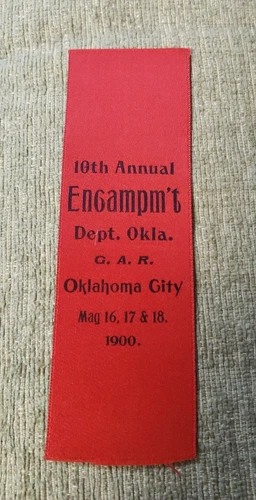 10th Annual
Encampm't
Dept. Okla.
G. A. R.
Oklahoma City
May 16, 17 & 18.
1900.